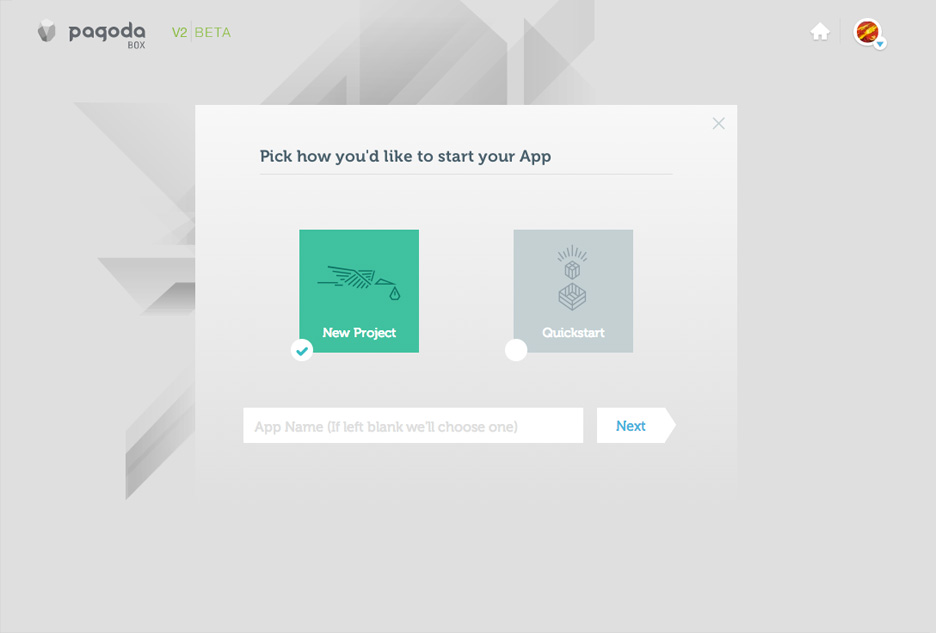 pagoda
BOX
V2 BETA
Pick how you'd like to start your App
New Project
Quickstart
App Name (If left blank we'll choose one)
Next